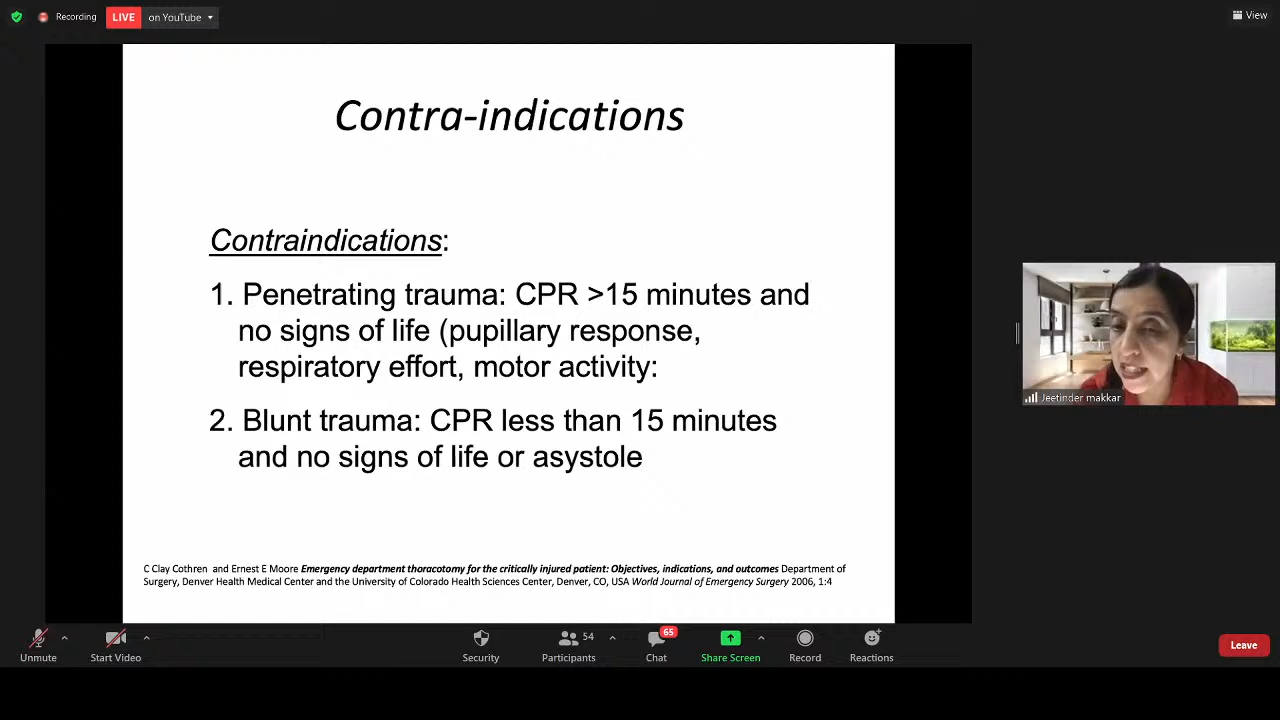 Recording
LIVE
on YouTube
View
Contra-indications
Contraindications:
1. Penetrating trauma: CPR >15 minutes and
no signs of life (pupillary response,
respiratory effort, motor activity:
2. Blunt trauma: CPR less than 15 minutes
and no signs of life or asystole
C Clay Cothren and Ernest E Moore Emergency department thoracotomy for the critically injured patient: Objectives, indications, and outcomes Department of
Surgery, Denver Health Medical Center and the University of Colorado Health Sciences Center, Denver, CO, USA World Journal of Emergency Surgery 2006, 1:4
Jeetinder makkar
Unmute
Start Video
Security
54
Participants
65
Chat
Share Screen
Record
Reactions
Leave